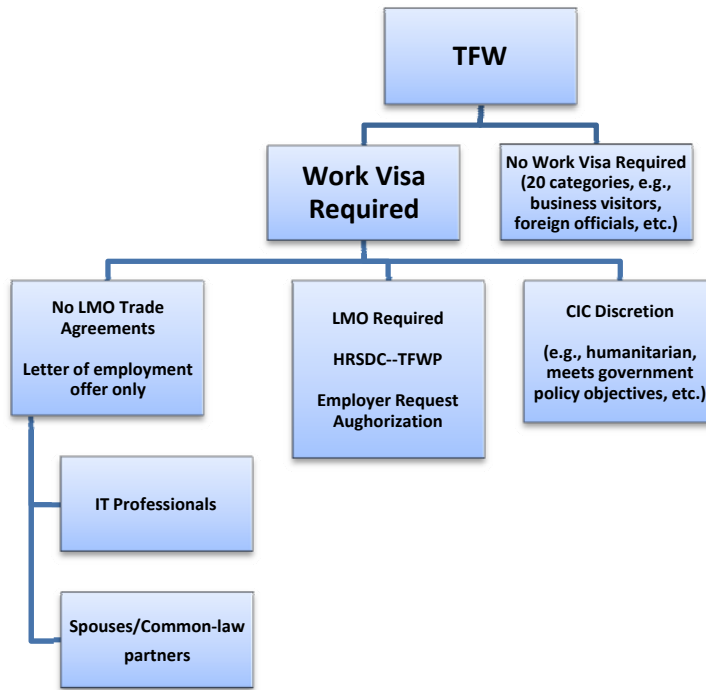 TFW
Work Visa
Required
No Work Visa Required
(20 categories, e.g.,
business visitors,
foreign officials, etc.)
No LMO Trade
Agreements
Letter of employment
offer only
LMO Required
HRSDC--TFWP
Employer Request
Aughorization
CIC Discretion
(e.g., humanitarian,
meets government
policy objectives, etc.)
IT Professionals
Spouses/Common-law
partners